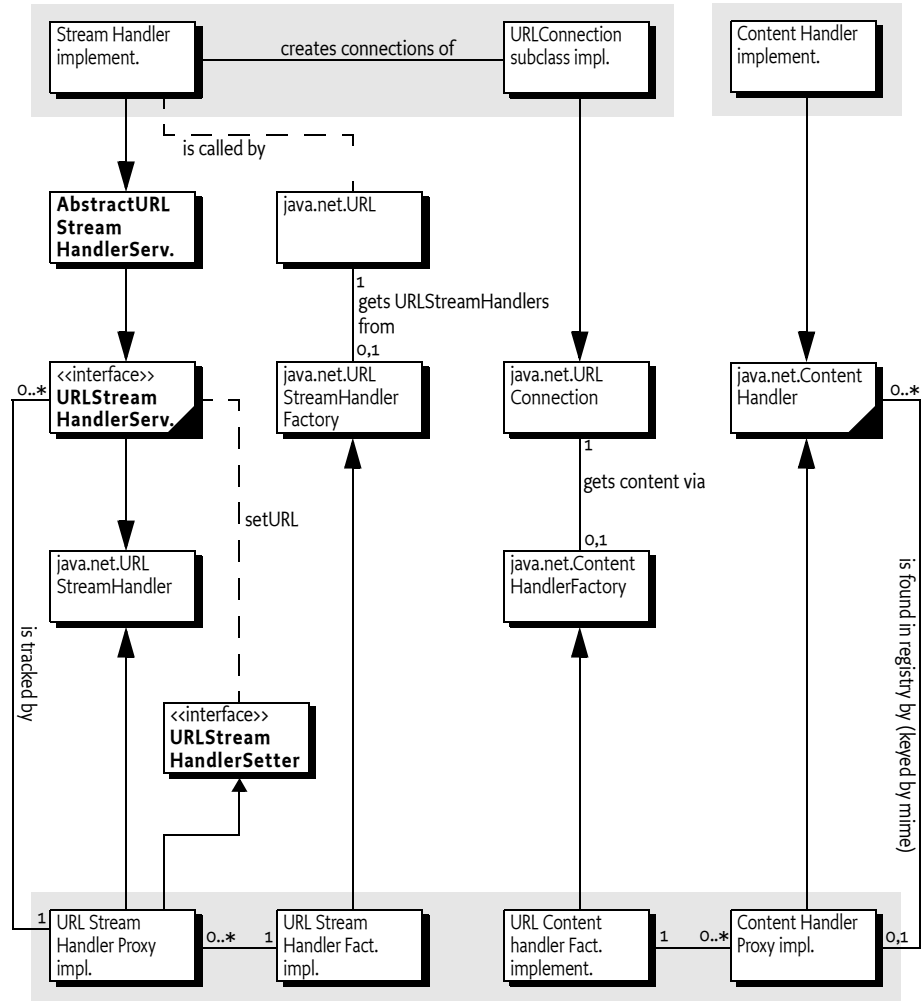 Stream Handler
implement.
creates connections of
URLConnection
subclass impl.
Content Handler
implement.
is called by
AbstractURL
Stream
HandlerServ.
java.net.URL
1
gets URLStreamHandlers
from
0,1
0..*
<<interface>>
URLStream
HandlerServ.
java.net.URL
StreamHandler
Factory
java.net.URL
Connection
java.net.Content
Handler
0..*
1
gets content via
0,1
setURL
java.net.URL
StreamHandler
java.net.Content
HandlerFactory
is tracked by
is found in registry by (keyed by mime)
<<interface>>
URLStream
HandlerSetter
1
URL Stream
Handler Proxy
impl.
0..*
1
URL Stream
Handler Fact.
impl.
URL Content
handler Fact.
implement.
1
0..*
Content Handler
Proxy impl.
0,1